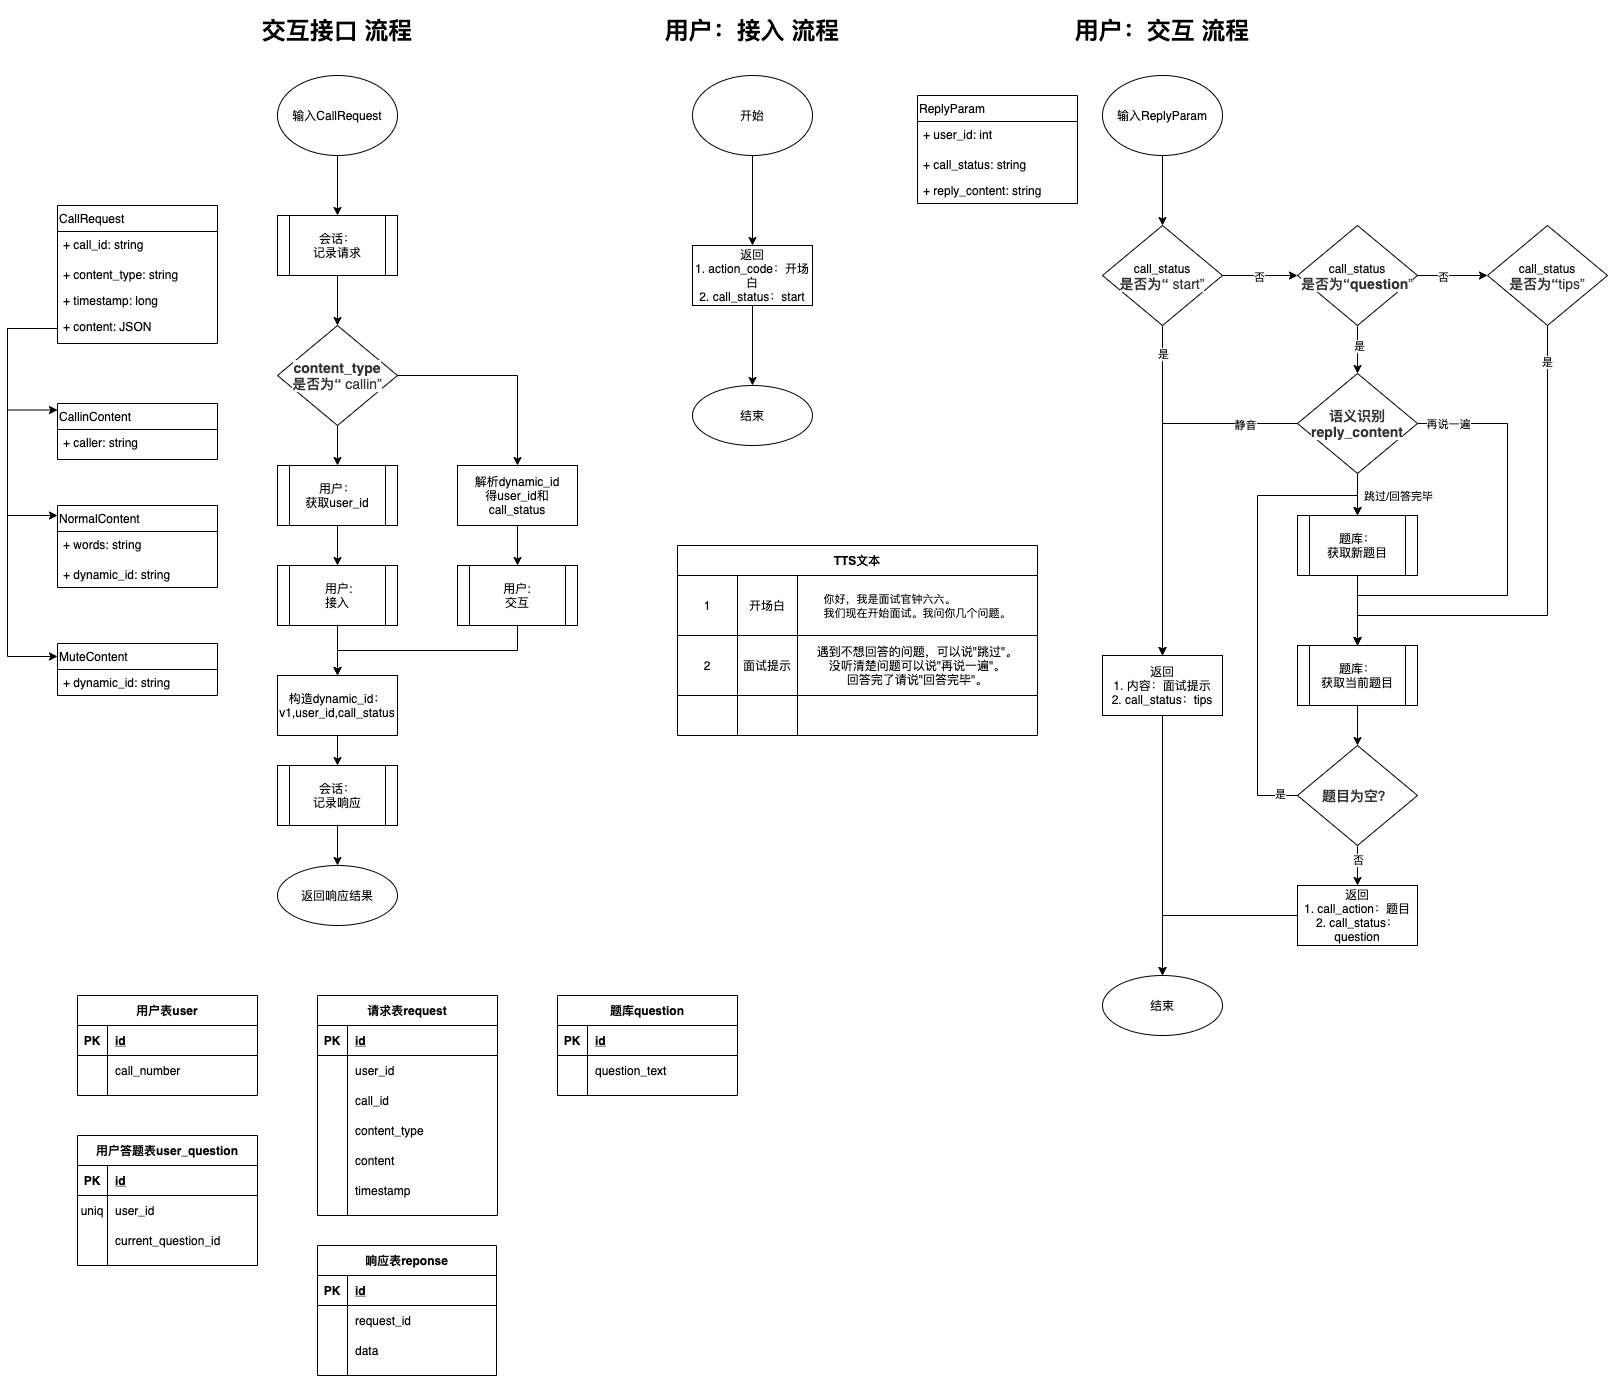 交互接口 流程
输入CallRequest
会话：
记录请求
content_type
是否为“ callin”
用户：
获取user_id
解析dynamic_id
得user_id和
call_status
用户：
接入
用户：
交互
构造dynamic_id：
v1,user_id,call_status
会话：
记录响应
返回响应结果
CallRequest
+ call_id: string
+ content_type: string
+ timestamp: long
+ content: JSON
CallinContent
+ caller: string
NormalContent
+ words: string
+ dynamic_id: string
MuteContent
+ dynamic_id: string
用户：接入 流程
开始
返回
1. action_code：开场
白
2. call_status：start
结束
TTS文本
1
开场白
你好，我是面试官钟六六。
我们现在开始面试。我问你几个问题。
2
面试提示
遇到不想回答的问题，可以说"跳过"。
没听清楚问题可以说"再说一遍"。
回答完了请说"回答完毕"。
用户：交互 流程
ReplyParam
+ user_id: int
+ call_status: string
+ reply_content: string
输入ReplyParam
call_status
是否为“ start”
否
call_status
是否为“question”
否
call_status
是否为“tips”
是
是
是
语义识别
reply_content
静音
再说一遍
跳过/回答完毕
题库：
获取新题目
题库：
获取当前题目
返回
1. 内容：面试提示
2. call_status：tips
题目为空?
是
否
返回
1. call_action：题目
2. call_status：
question
结束
用户表user
PK
id
call_number
用户答题表user_question
PK
id
uniq
user_id
current_question_id
请求表request
PK
id
user_id
call_id
content_type
content
timestamp
响应表reponse
PK
id
request_id
data
题库question
PK
id
question_text